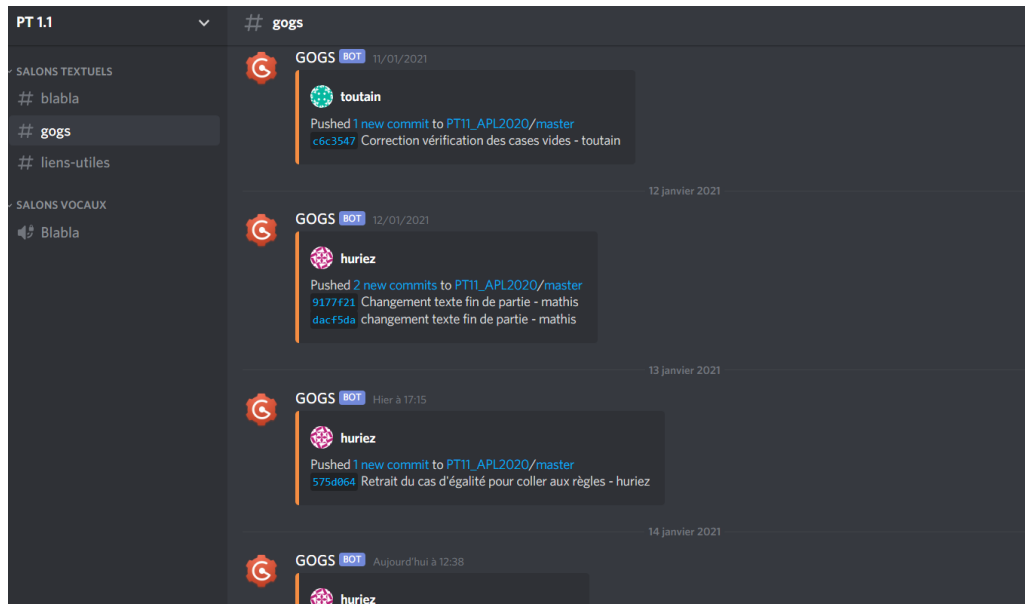 PT 1.1
SALONS TEXTUELS
# blabla
# gogs
# liens-utiles
SALONS VOCAUX
Blabla
# gogs
GOGS BOT 11/01/2021
toutain
Pushed 1 new commit to PT11_APL2020/master
c6c3547 Correction vérification des cases vides - toutain
12 janvier 2021
GOGS BOT 12/01/2021
huriez
Pushed 2 new commits to PT11_APL2020/master
9177f21 Changement texte fin de partie - mathis
dacf5da changement texte fin de partie - mathis
13 janvier 2021
GOGS BOT Hier à 17:15
huriez
Pushed 1 new commit to PT11_APL2020/master
575d064 Retrait du cas d'égalité pour coller aux règles - huriez
14 janvier 2021
GOGS BOT Aujourd'hui à 12:38
huriez